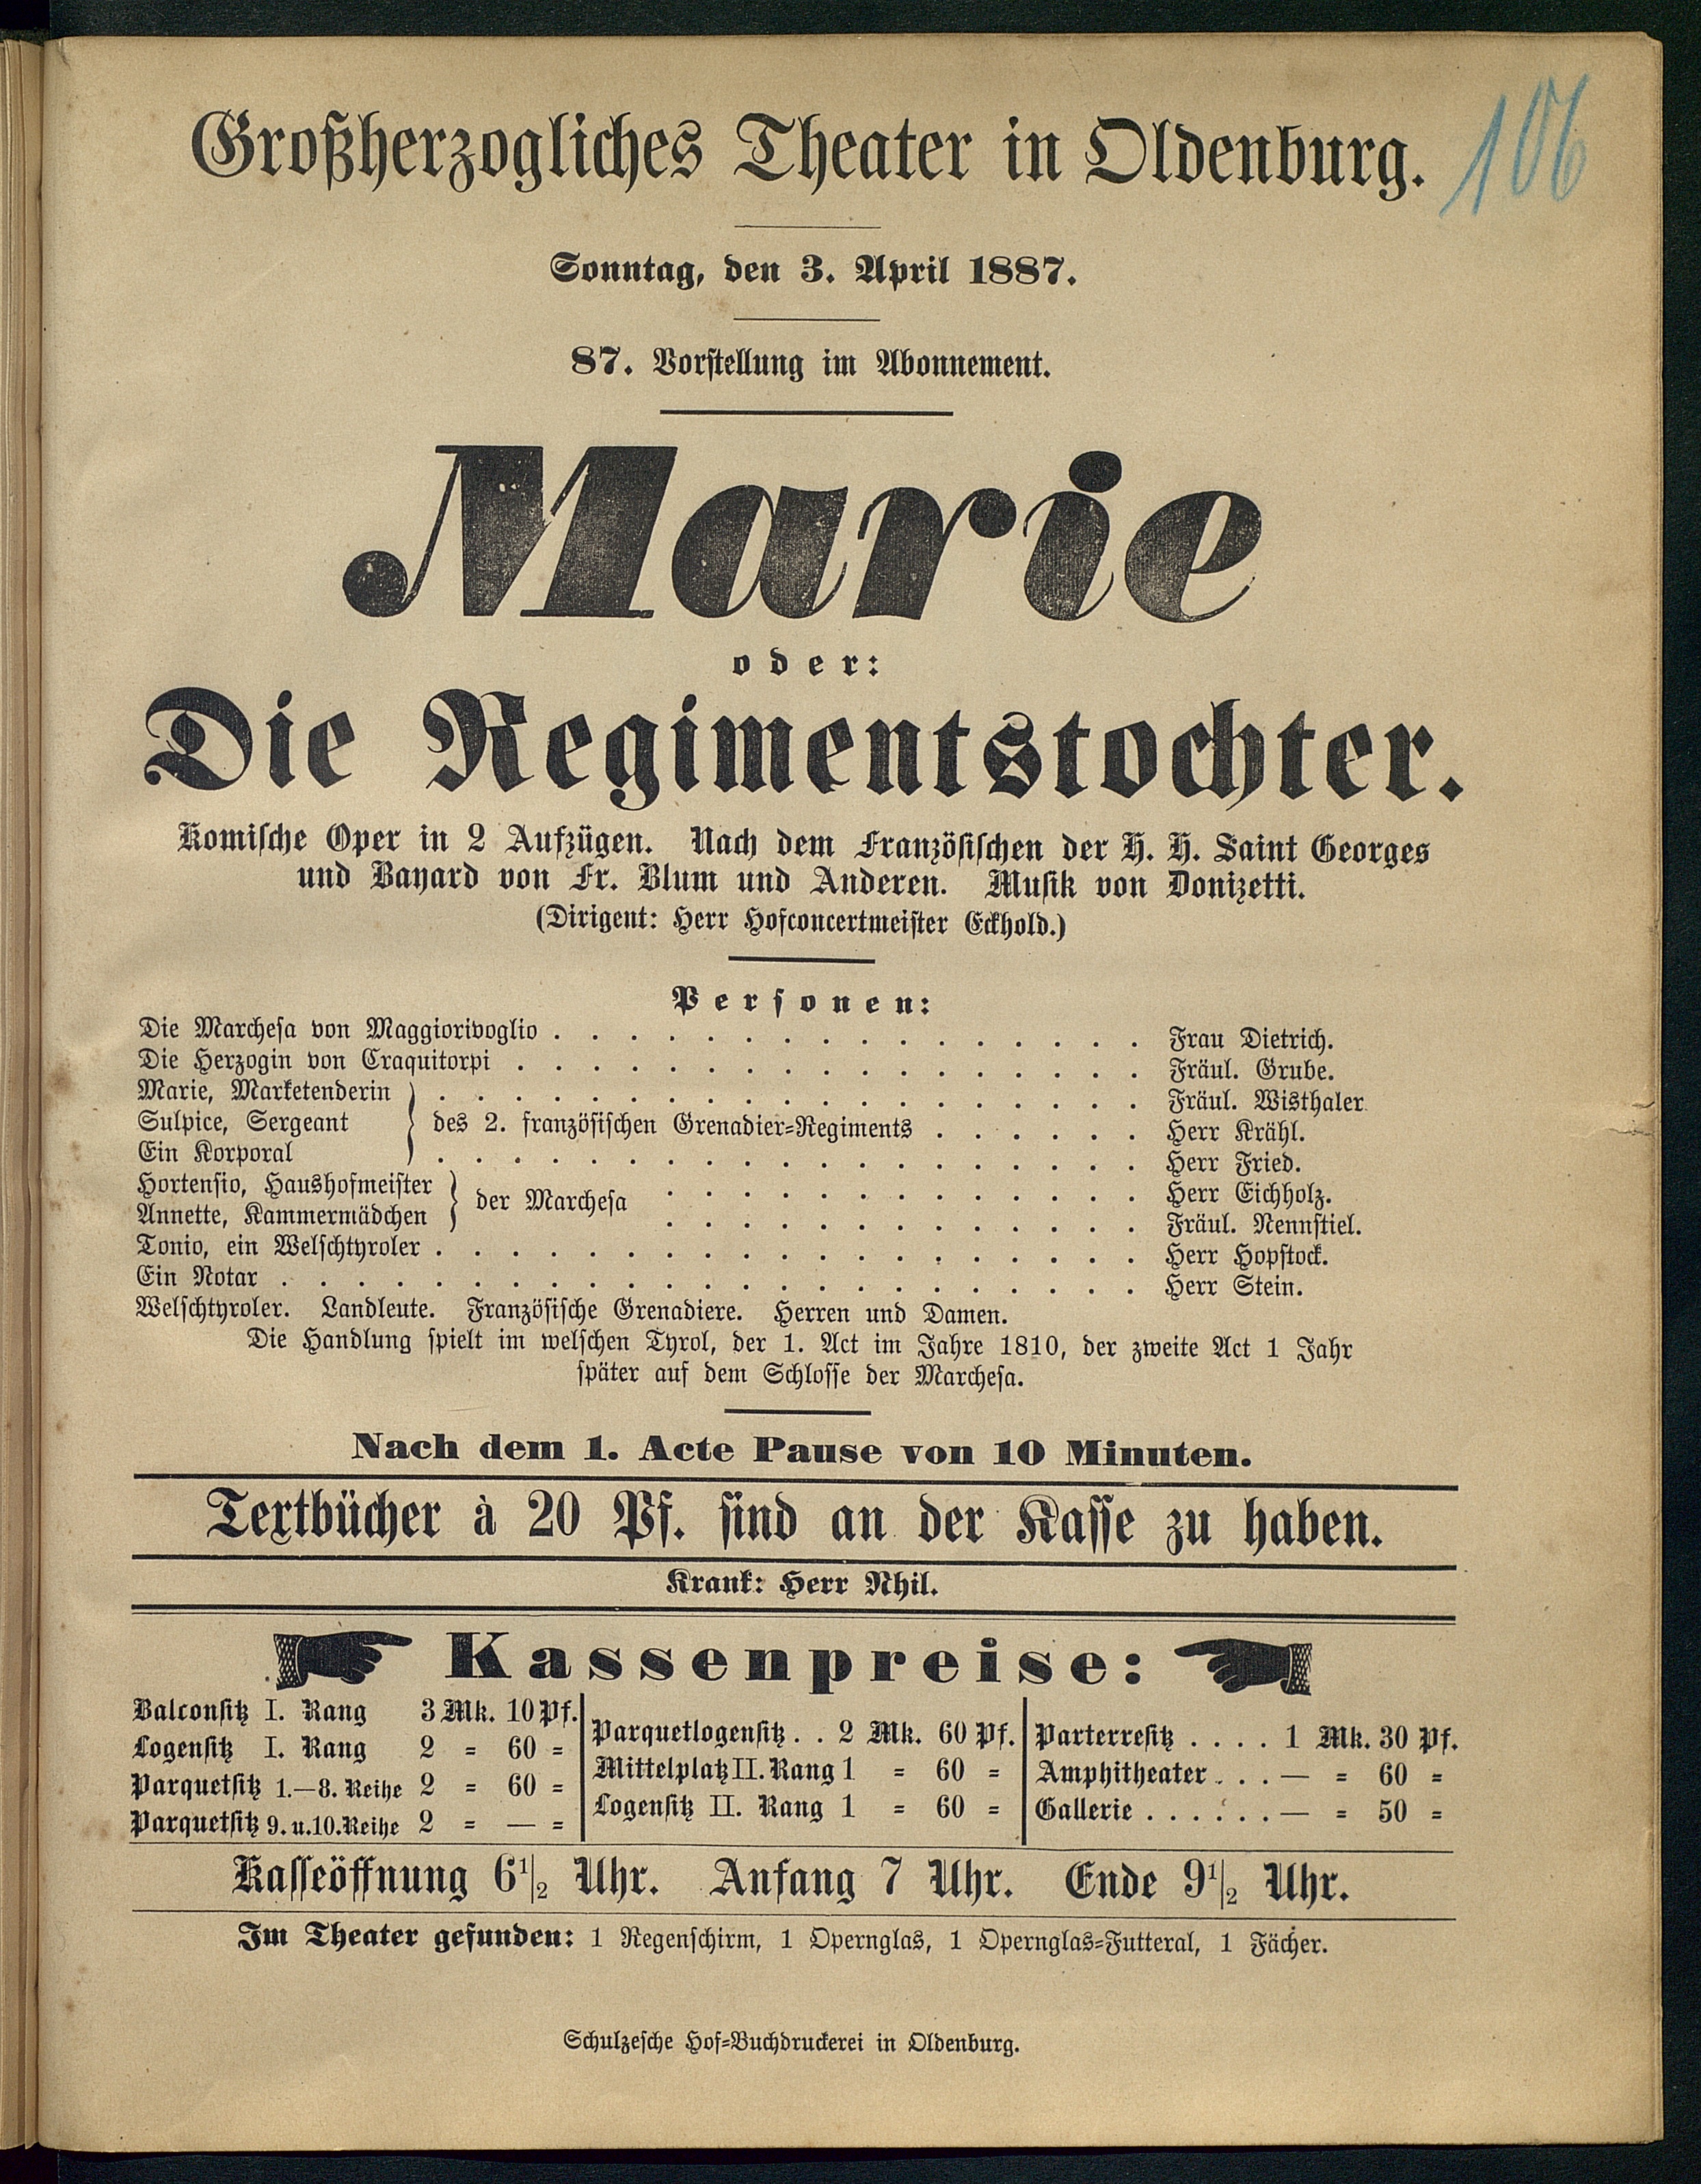 106
Großherzogliches Theater in Oldenburg.
Sonntag, den 3. April 1887.
87. Vorstellung im Abonnement.
Marie
oder:
Die Regimentstochter.
Komische Oper in 2 Aufzügen. Nach dem Französischen der H. H. Saint Georges
und Bayard von Fr. Blum und Anderen. Musik von Donizetti.
(Dirigent: Herr Hofconcertmeister Eckhold.)
Personen:
Die Marchesa von Maggiorivoglio . . . . . . . . . . . . . . . . Frau Dietrich.
Die Herzogin von Craquitorpi . . . . . . . . . . . . . . . . . Fräul. Grube.
Marie, Marketenderin . . . . . . . . . . . . . . . . . . . Fräul. Wisthaler
Sulpice, Sergeant } des 2. französischen Grenadier=Regiments . . . . . . Herr Krähl.
Ein Korporal . . . . . . . . . . . . . . . . . . . Herr Fried.
Hortensio, Haushofmeister } der Marchesa . . . . . . . . . . . . . Herr Eichholz.
Annette, Kammermädchen . . . . . . . . . . . . . Fräul. Nennstiel.
Tonio, ein Welschtyroler . . . . . . . . . . . . . . . . . . . Herr Hopstock.
Ein Notar . . . . . . . . . . . . . . . . . . . . . . . Herr Stein.
Welschtyroler. Landleute. Französische Grenadiere. Herren und Damen.
Die Handlung spielt im welschen Tyrol, der 1. Act im Jahre 1810, der zweite Act 1 Jahr
später auf dem Schlosse der Marchesa.
Nach dem 1. Acte Pause von 10 Minuten.
Textbücher à 20 Pf. sind an der Kasse zu haben.
Krank: Herr Rhil.
Kassenpreise:
Balconsitz I. Rang 3 Mk. 10 Pf.
Logensitz I. Rang 2 = 60 =
Parquetsitz 1.—8. Reihe 2 = 60 =
Parquetsitz 9. u. 10. Reihe 2 = — =
Parquetlogensitz . . 2 Mk. 60 Pf.
Mittelplatz II. Rang 1 = 60 =
Logensitz II. Rang 1 = 60 =
Parterresitz . . . . 1 Mk. 30 Pf.
Amphitheater . . . — = 60 =
Gallerie . . . . . . — = 50 =
Kasseöffnung 6 1/2 Uhr. Anfang 7 Uhr. Ende 9 1/2 Uhr.
Im Theater gefunden: 1 Regenschirm, 1 Opernglas, 1 Opernglas=Futteral, 1 Fächer.
Schulzesche Hof=Buchdruckerei in Oldenburg.